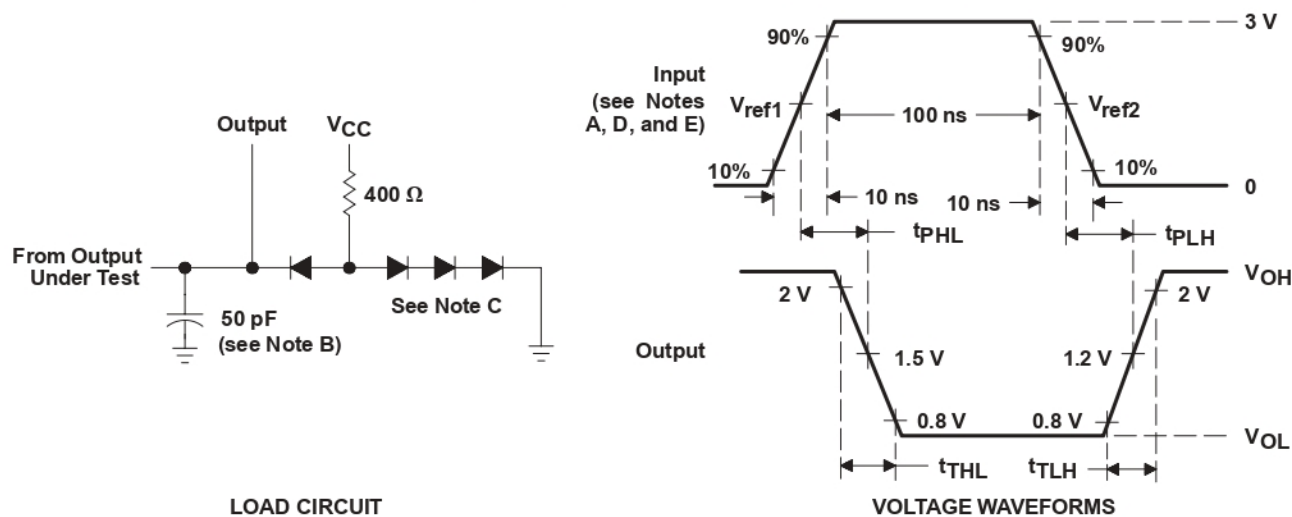 Output
VCC
400 Ω
From Output
Under Test
See Note C
50 pF
(see Note B)
LOAD CIRCUIT
3 V
90%
90%
Input
(see Notes
A, D, and E)
Vref1
100 ns
Vref2
10%
10%
0
10 ns
10 ns
tPHL
tPLH
VOH
2 V
2 V
Output
1.5 V
1.2 V
0.8 V
0.8 V
VOL
tTHL
tTLH
VOLTAGE WAVEFORMS